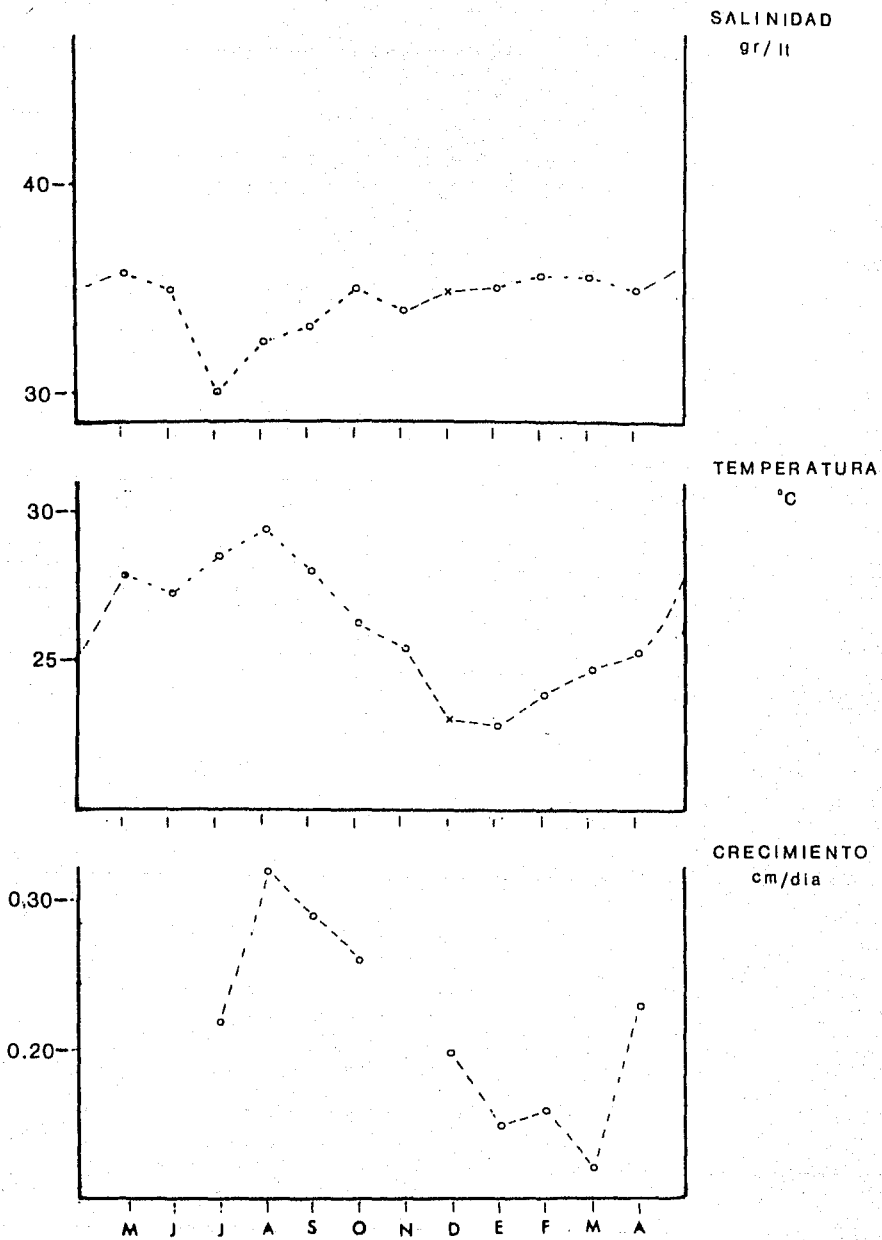 SALINIDAD
gr/lt
40
30
TEMPERATURA
°C
30
25
CRECIMIENTO
cm/dia
0,30
0.20
M J J A S O N D E F M A